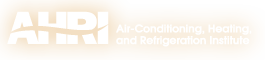 AHRI
Air-Conditioning, Heating,
and Refrigeration Institute